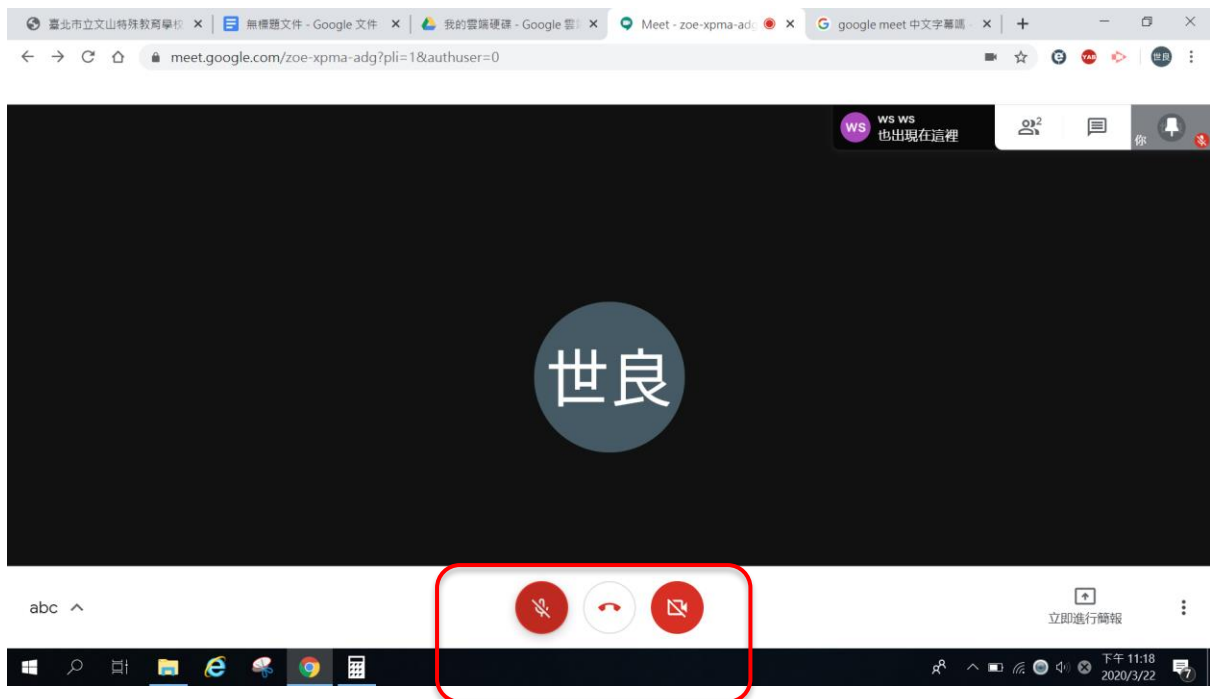 臺北市立文山特殊教育學校
無標題文件 - Google 文件
我的雲端硬碟 - Google 雲
Meet - zoe-xpma-adg
google meet 中文字幕嗎 -
meet.google.com/zoe-xpma-adg?pli=1&authuser=0
YAB
世良
WS
ws ws
也出現在這裡
2
你
世良
abc
立即進行簡報
下午 11:18
2020/3/22
7